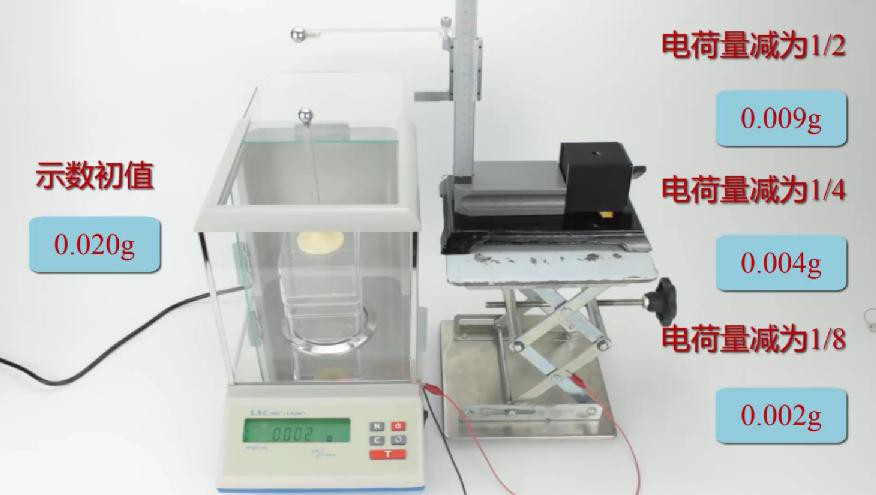 电荷量减为1/2
0.009g
示数初值
0.020g
电荷量减为1/4
0.004g
电荷量减为1/8
0.002g
LAC
0.002 g
N
C
T